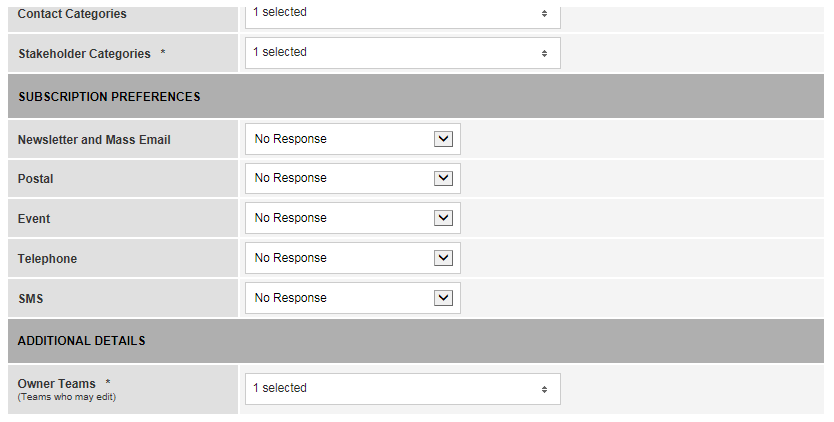 Contact Categories 1 selected
Stakeholder Categories * 1 selected
SUBSCRIPTION PREFERENCES
Newsletter and Mass Email No Response
Postal No Response
Event No Response
Telephone No Response
SMS No Response
ADDITIONAL DETAILS
Owner Teams * 1 selected
(Teams who may edit)